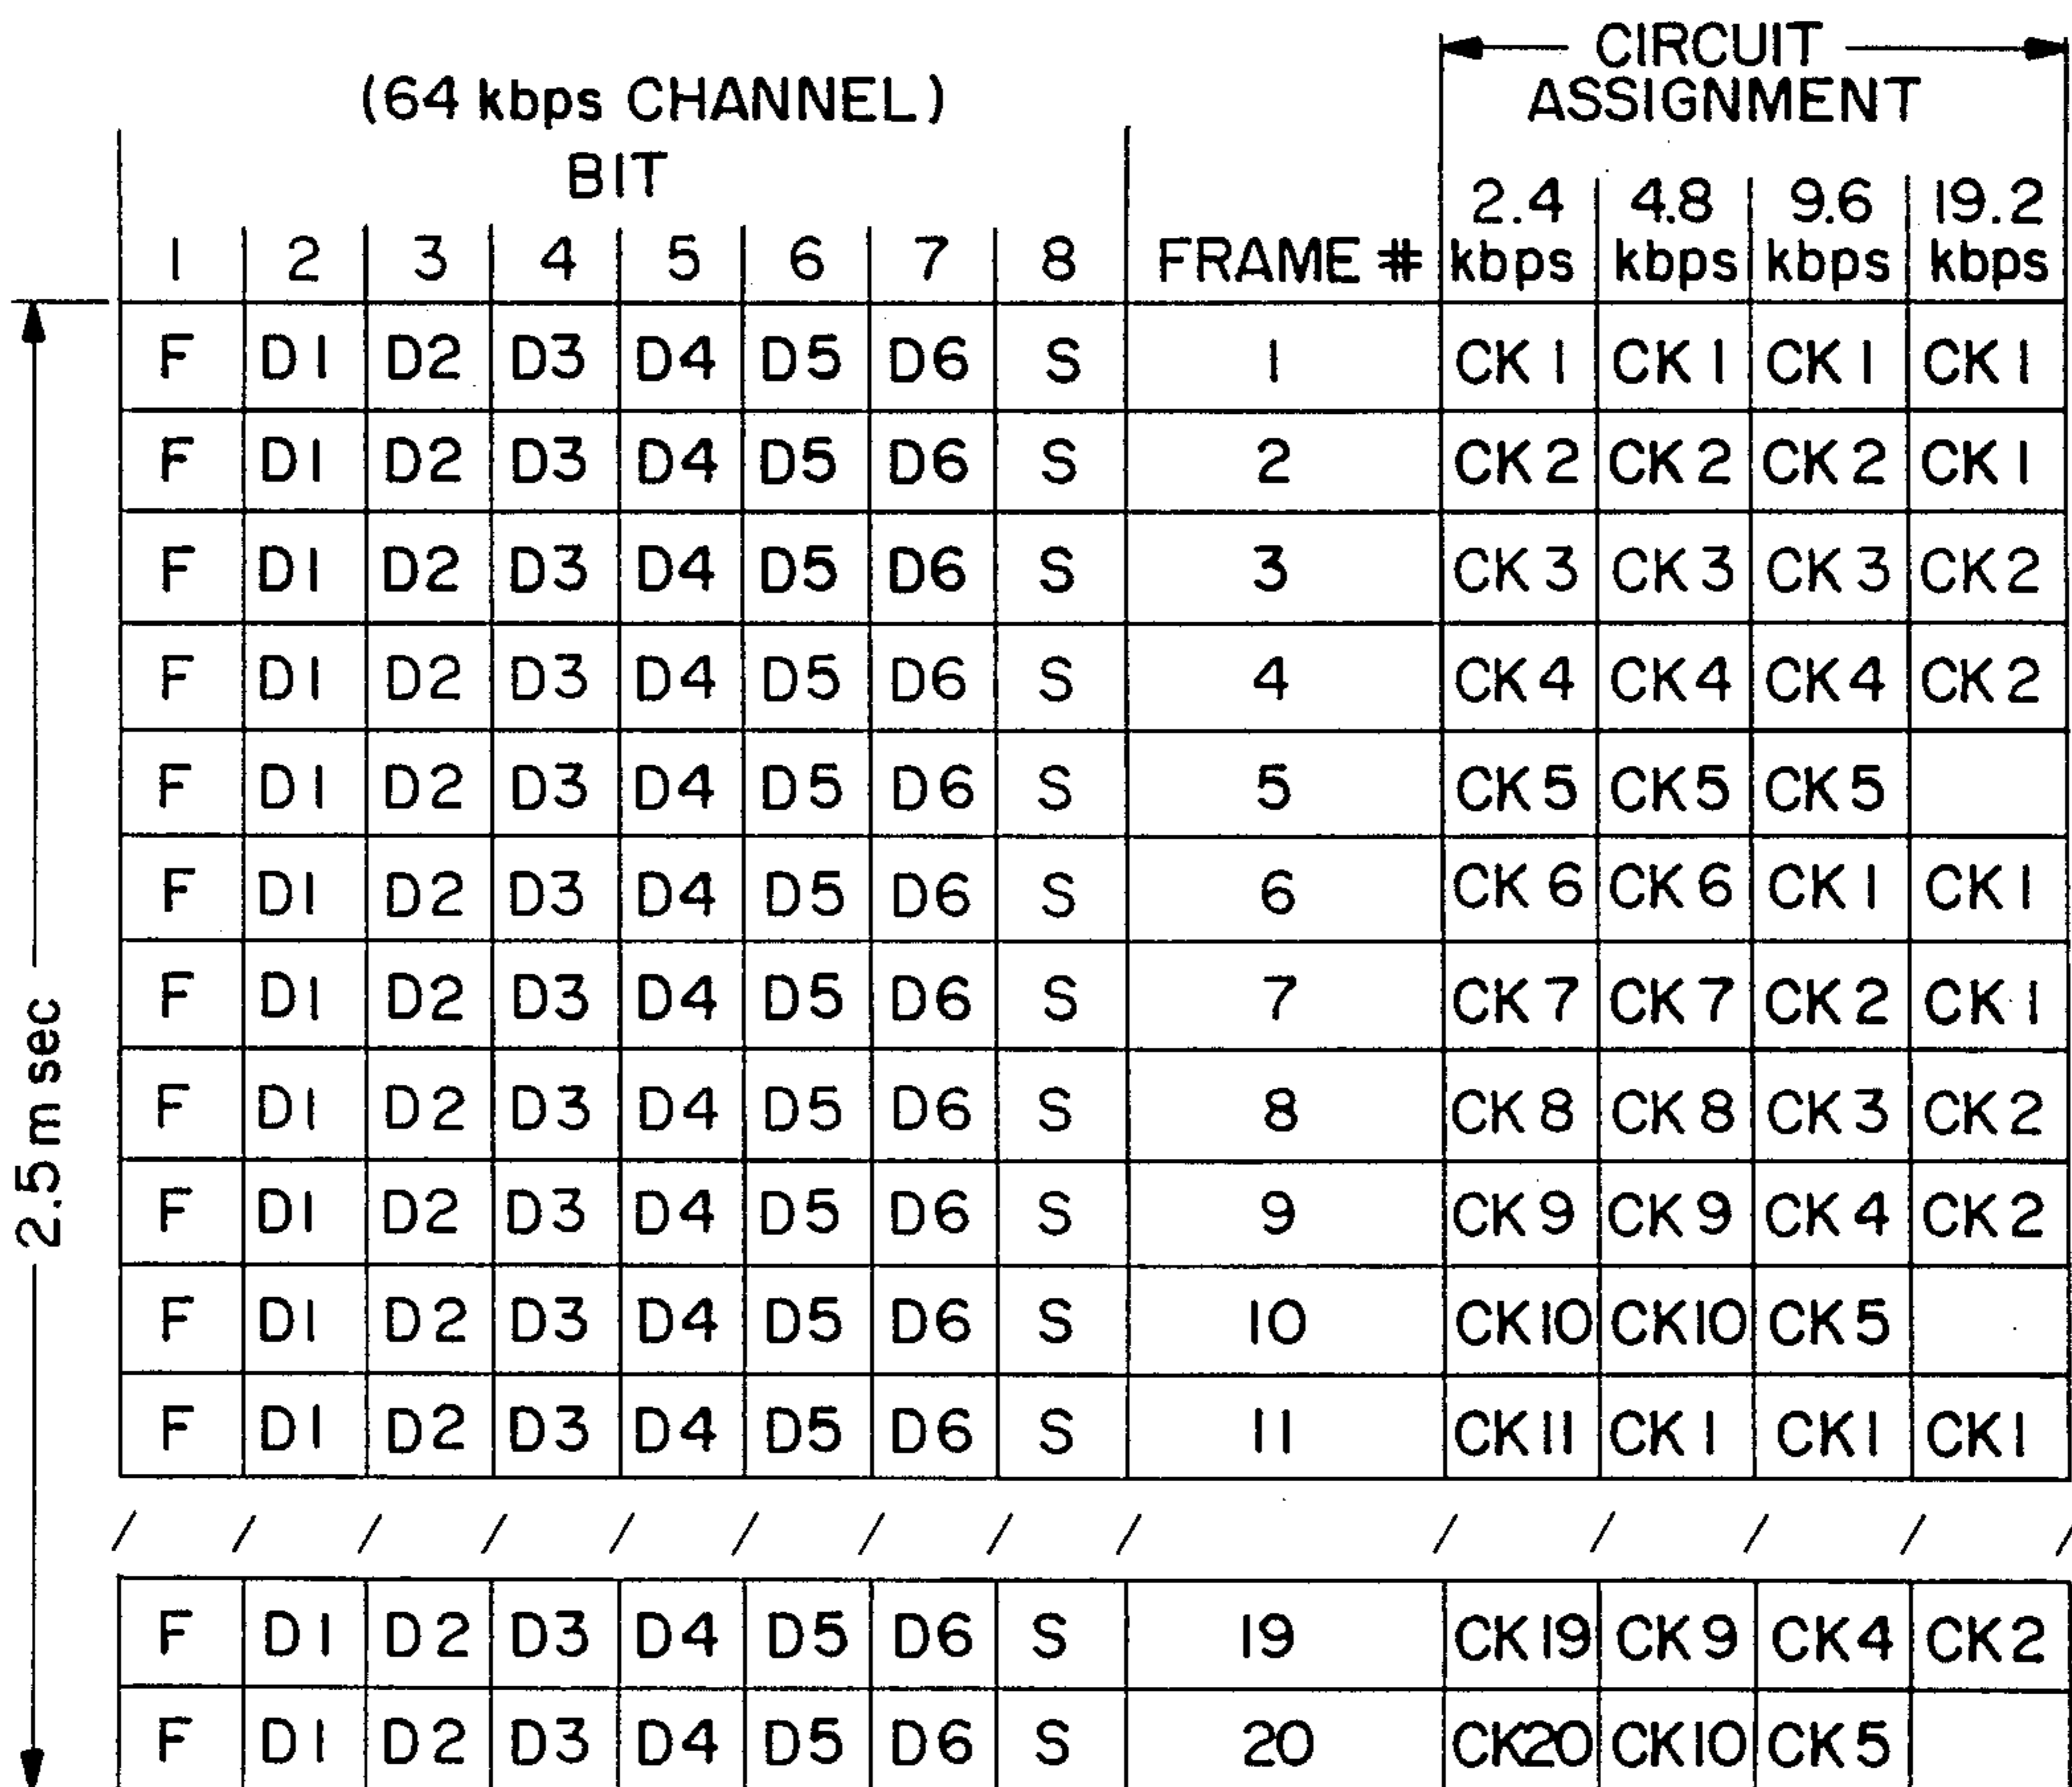 CIRCUIT
ASSIGNMENT
(64 kbps CHANNEL)
BIT
2.4 4.8 9.6 19.2
1 2 3 4 5 6 7 8 FRAME # kbps kbps kbps kbps
F D1 D2 D3 D4 D5 D6 S 1 CK1 CK1 CK1 CK1
F D1 D2 D3 D4 D5 D6 S 2 CK2 CK2 CK2 CK1
F D1 D2 D3 D4 D5 D6 S 3 CK3 CK3 CK3 CK2
F D1 D2 D3 D4 D5 D6 S 4 CK4 CK4 CK4 CK2
F D1 D2 D3 D4 D5 D6 S 5 CK5 CK5 CK5
F D1 D2 D3 D4 D5 D6 S 6 CK6 CK6 CK1 CK1
F D1 D2 D3 D4 D5 D6 S 7 CK7 CK7 CK2 CK1
F D1 D2 D3 D4 D5 D6 S 8 CK8 CK8 CK3 CK2
F D1 D2 D3 D4 D5 D6 S 9 CK9 CK9 CK4 CK2
F D1 D2 D3 D4 D5 D6 S 10 CK10 CK10 CK5
F D1 D2 D3 D4 D5 D6 S 11 CK11 CK1 CK1 CK1
F D1 D2 D3 D4 D5 D6 S 19 CK19 CK9 CK4 CK2
F D1 D2 D3 D4 D5 D6 S 20 CK20 CK10 CK5
2.5 m sec